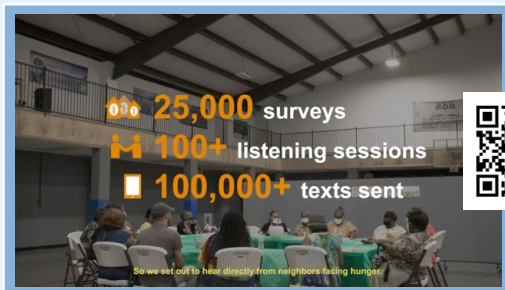 25,000 surveys
100+ listening sessions
100,000+ texts sent
So we set out to hear directly from neighbors facing hunger.